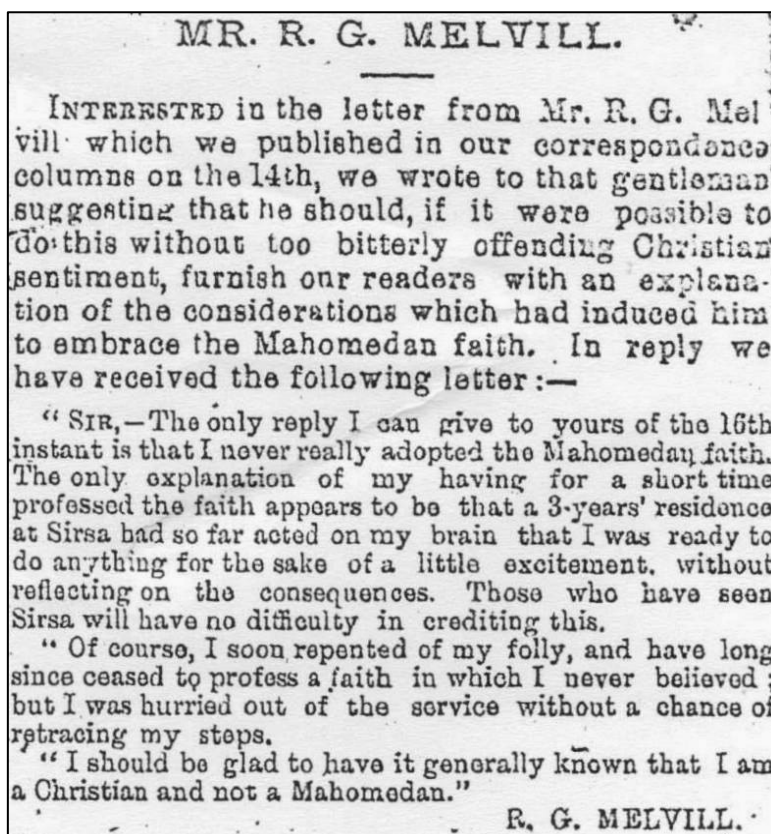 MR. R. G. MELVILL.
INTERESTED in the letter from Mr. R. G. Mel
vill which we published in our correspondence
columns on the 14th, we wrote to that gentleman
suggesting that he should, if it were possible to
do this without too bitterly offending Christian
sentiment, furnish our readers with an explana-
tion of the considerations which had induced him
to embrace the Mahomedan faith. In reply we
have received the following letter :—
" SIR,—The only reply I can give to yours of the 16th
instant is that I never really adopted the Mahomedan faith.
The only explanation of my having for a short time
professed the faith appears to be that a 3-years' residence
at Sirsa had so far acted on my brain that I was ready to
do anything for the sake of a little excitement, without
reflecting on the consequences. Those who have seen
Sirsa will have no difficulty in crediting this.
" Of course, I soon repented of my folly, and have long
since ceased to profess a faith in which I never believed ;
but I was hurried out of the service without a chance of
retracing my steps.
" I should be glad to have it generally known that I am
a Christian and not a Mahomedan."
R. G. MELVILL.